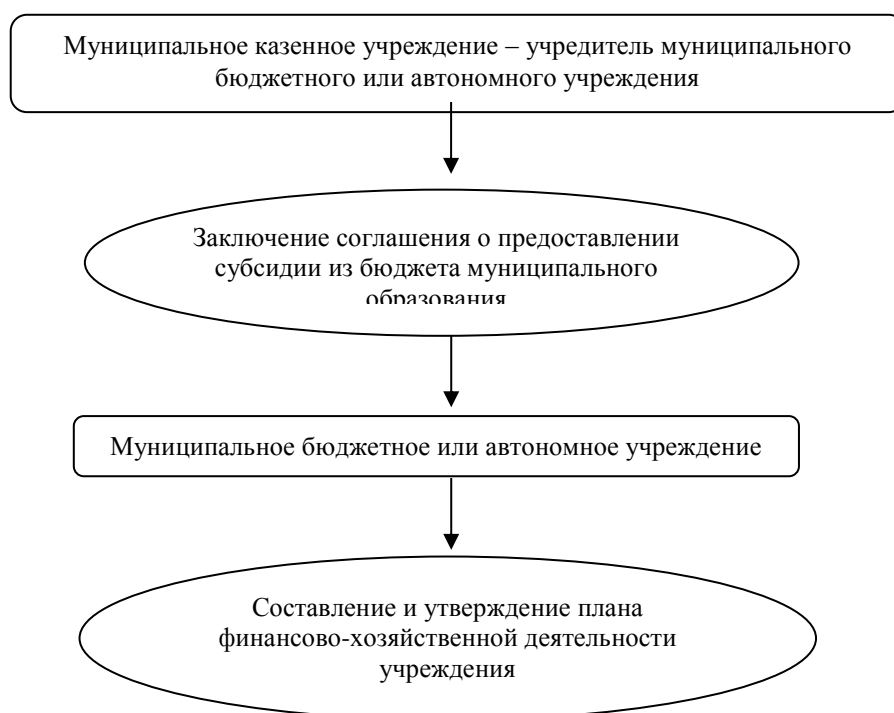 Муниципальное казенное учреждение – учредитель муниципального
бюджетного или автономного учреждения
Заключение соглашения о предоставлении
субсидии из бюджета муниципального
образования
Муниципальное бюджетное или автономное учреждение
Составление и утверждение плана
финансово-хозяйственной деятельности
учреждения